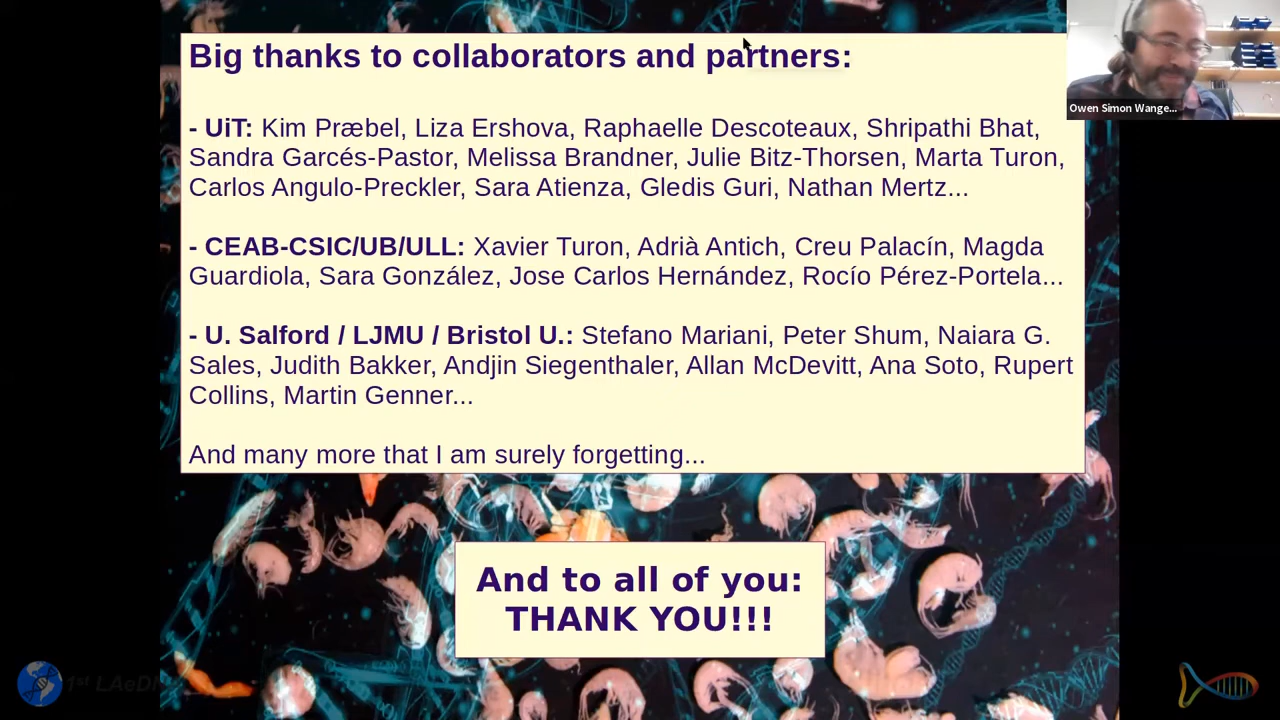 Big thanks to collaborators and partners:
Owen Simon Wange...
- UiT: Kim Præbel, Liza Ershova, Raphaelle Descoteaux, Shripathi Bhat,
Sandra Garcés-Pastor, Melissa Brandner, Julie Bitz-Thorsen, Marta Turon,
Carlos Angulo-Preckler, Sara Atienza, Gledis Guri, Nathan Mertz...
- CEAB-CSIC/UB/ULL: Xavier Turon, Adrià Antich, Creu Palacín, Magda
Guardiola, Sara González, Jose Carlos Hernández, Rocío Pérez-Portela...
- U. Salford / LJMU / Bristol U.: Stefano Mariani, Peter Shum, Naiara G.
Sales, Judith Bakker, Andjin Siegenthaler, Allan McDevitt, Ana Soto, Rupert
Collins, Martin Genner...
And many more that I am surely forgetting...
And to all of you:
THANK YOU!!!
1st